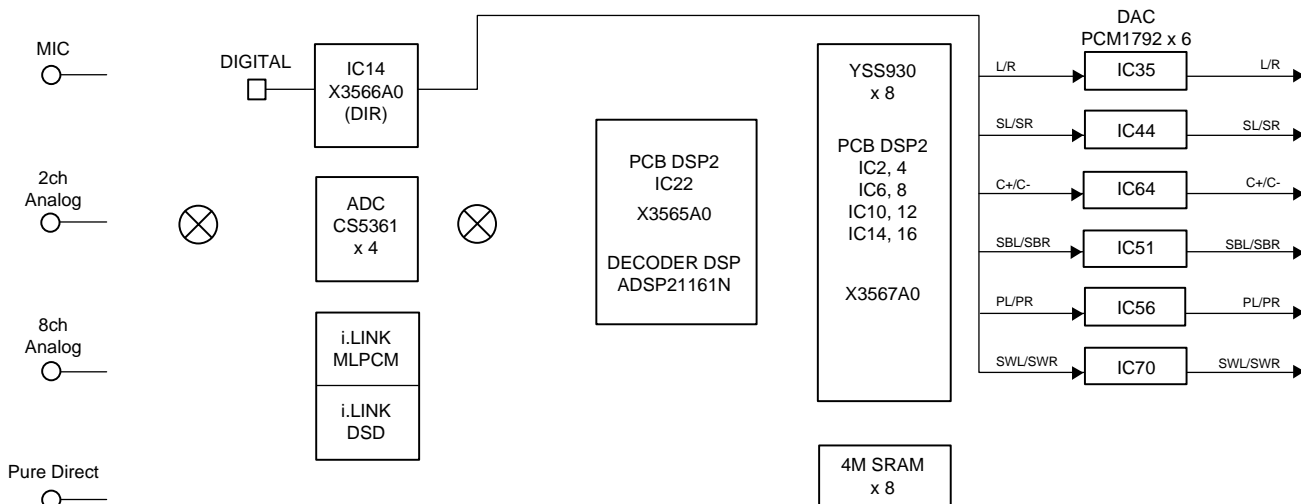 MIC
2ch
Analog
8ch
Analog
Pure Direct
DIGITAL
IC14
X3566A0
(DIR)
ADC
CS5361
x 4
i.LINK
MLPCM
i.LINK
DSD
PCB DSP2
IC22
X3565A0
DECODER DSP
ADSP21161N
YSS930
x 8
PCB DSP2
IC2, 4
IC6, 8
IC10, 12
IC14, 16
X3567A0
4M SRAM
x 8
DAC
PCM1792 x 6
L/R
IC35
L/R
SL/SR
IC44
SL/SR
C+/C-
IC64
C+/C-
SBL/SBR
IC51
SBL/SBR
PL/PR
IC56
PL/PR
SWL/SWR
IC70
SWL/SWR